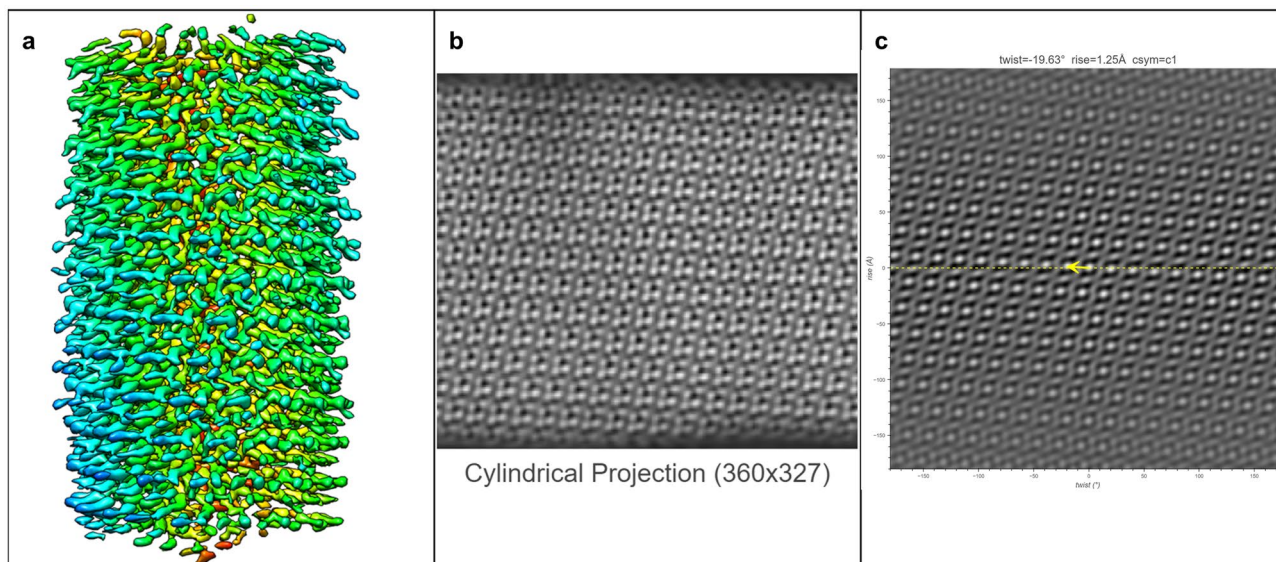 a
b
Cylindrical Projection (360x327)
c
twist=-19.63° rise=1.25Å csym=c1
150
100
50
0
−50
−100
−150
rise (Å)
−150
−100
−50
0
50
100
150
twist (°)